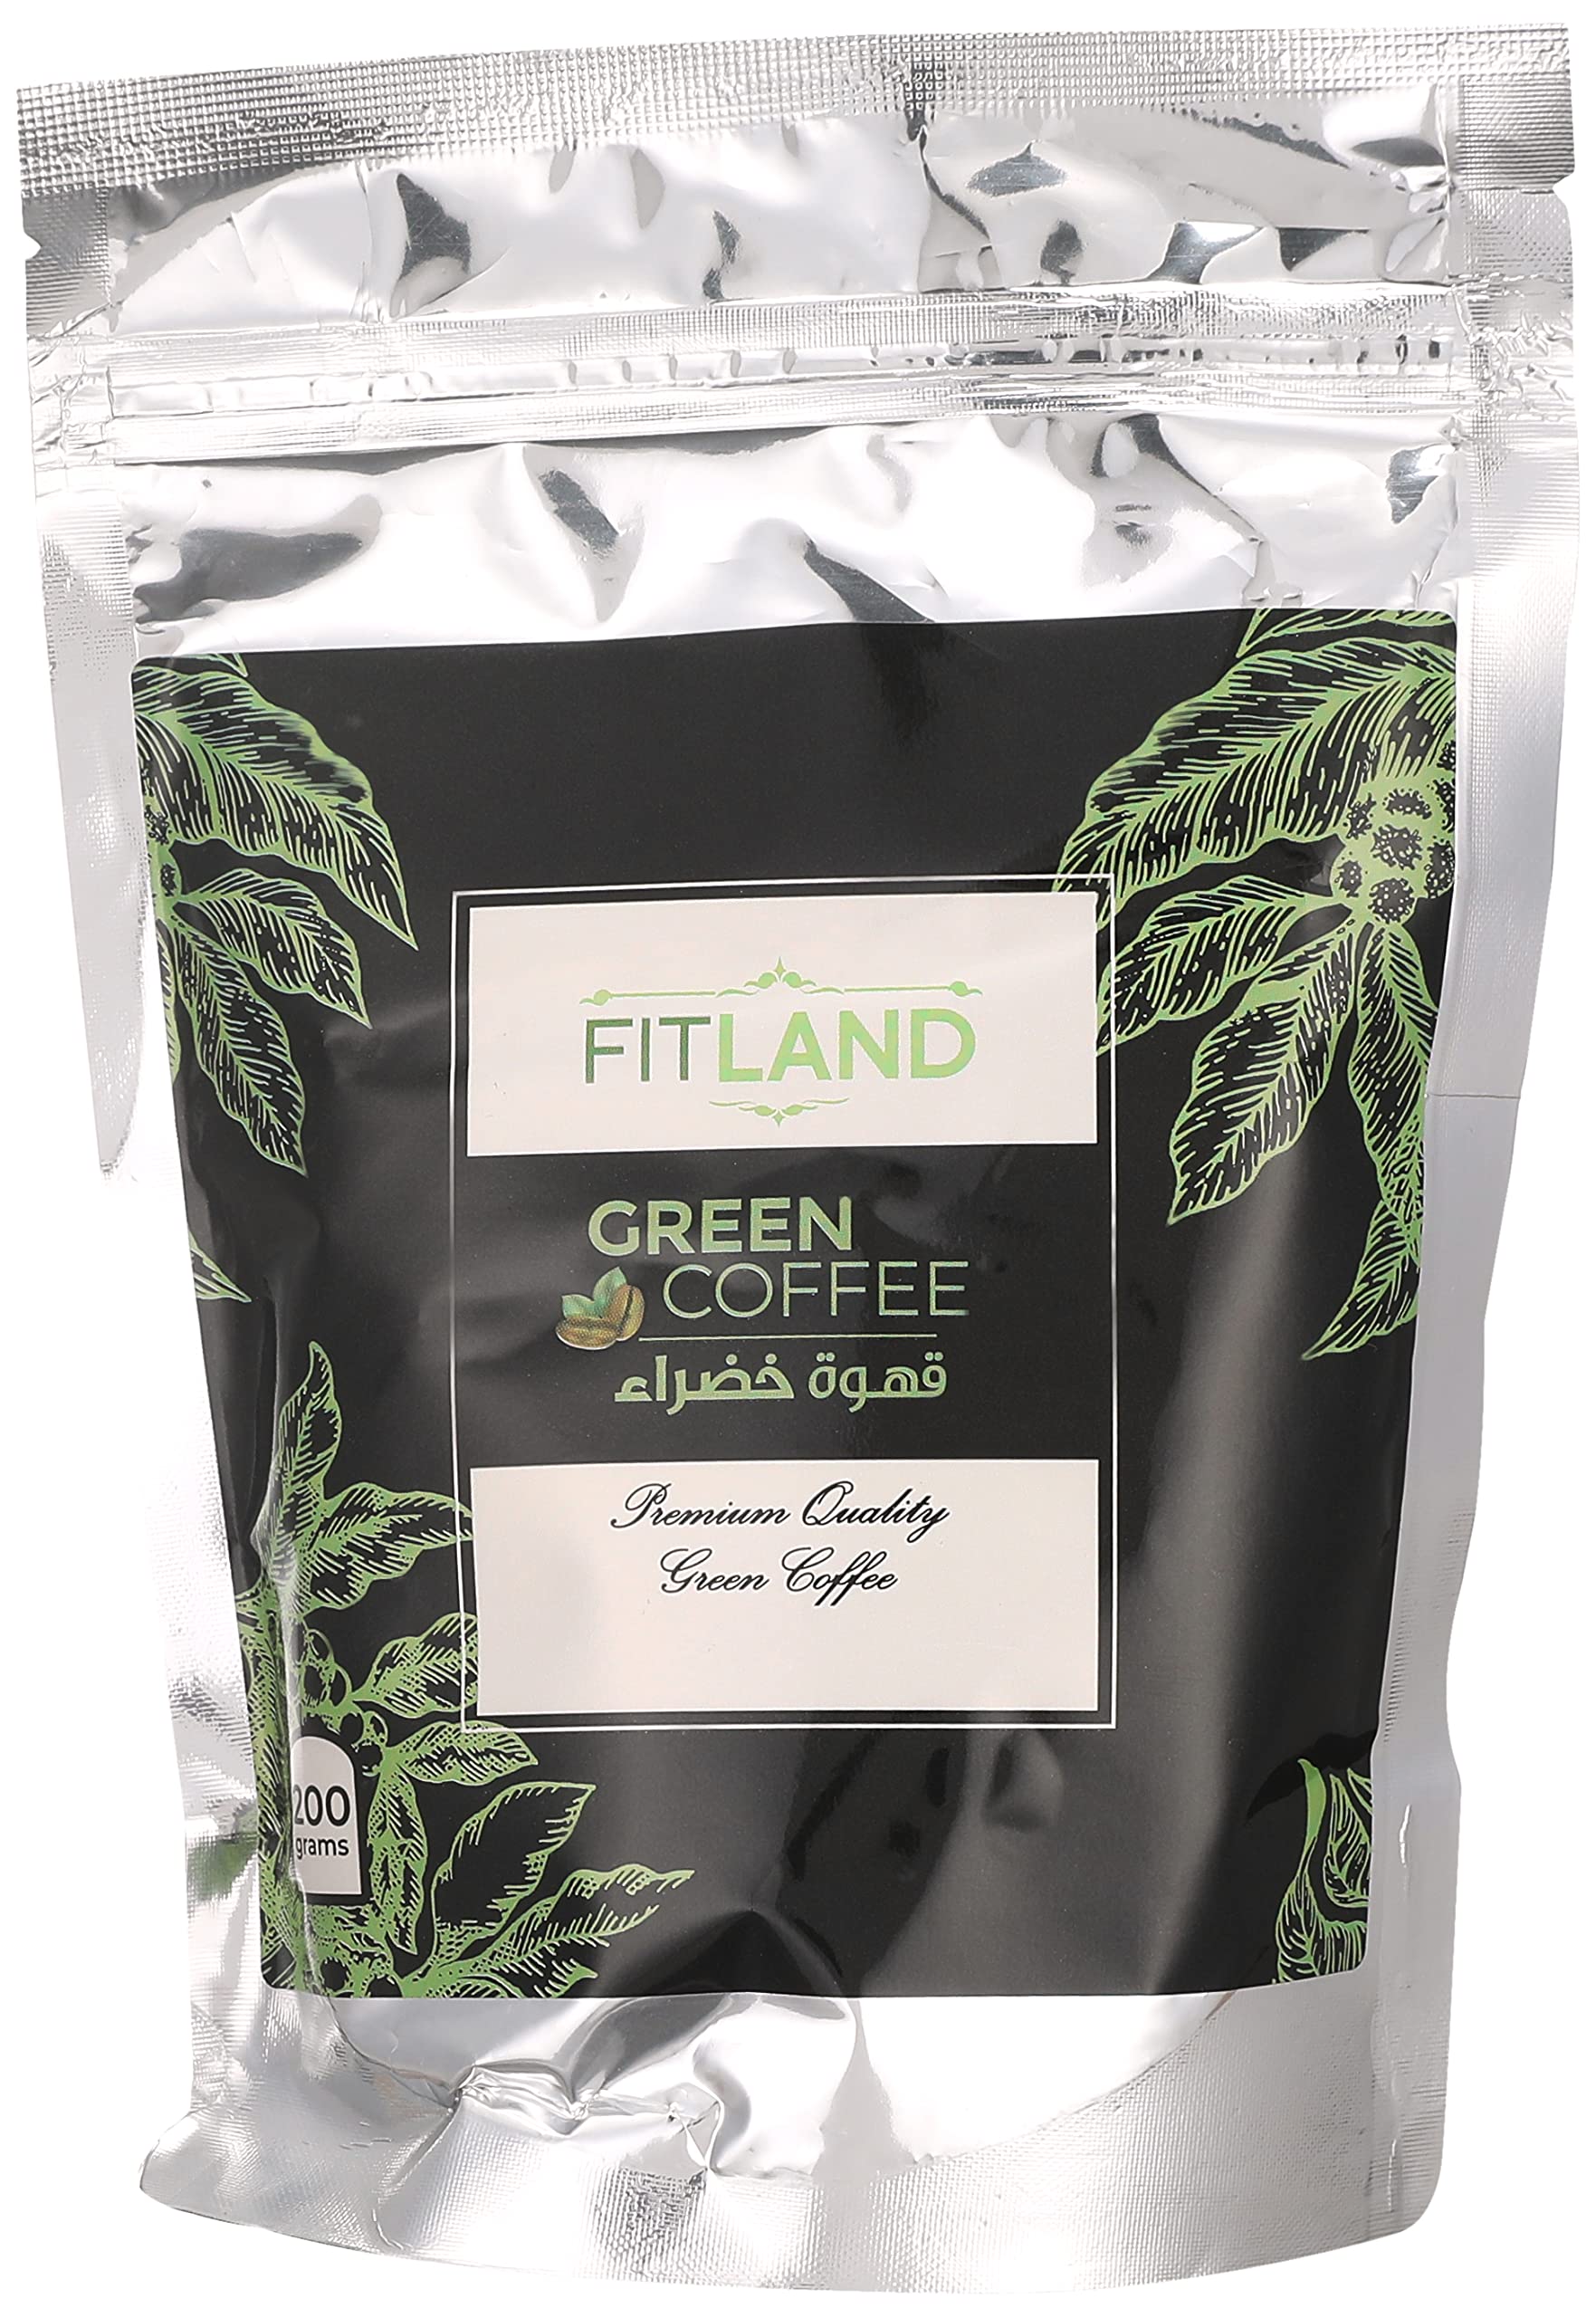 FITLAND
GREEN
COFFEE
قهوة خضراء
Premium Quality
Green Coffee
200
grams